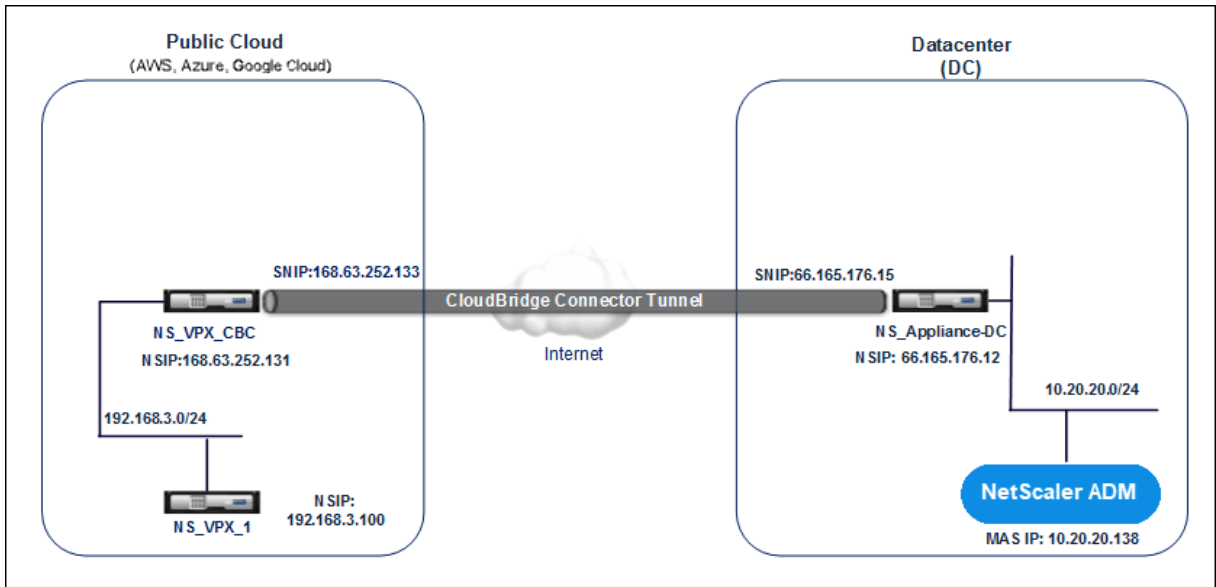 Public Cloud
(AWS, Azure, Google Cloud)
Datacenter
(DC)
SNIP:168.63.252.133
SNIP:66.165.176.15
CloudBridge Connector Tunnel
NS_VPX_CBC
NSIP:168.63.252.131
Internet
NS_Appliance-DC
NSIP: 66.165.176.12
192.168.3.0/24
10.20.20.0/24
NS_VPX_1
NSIP:
192.168.3.100
NetScaler ADM
MAS IP: 10.20.20.138